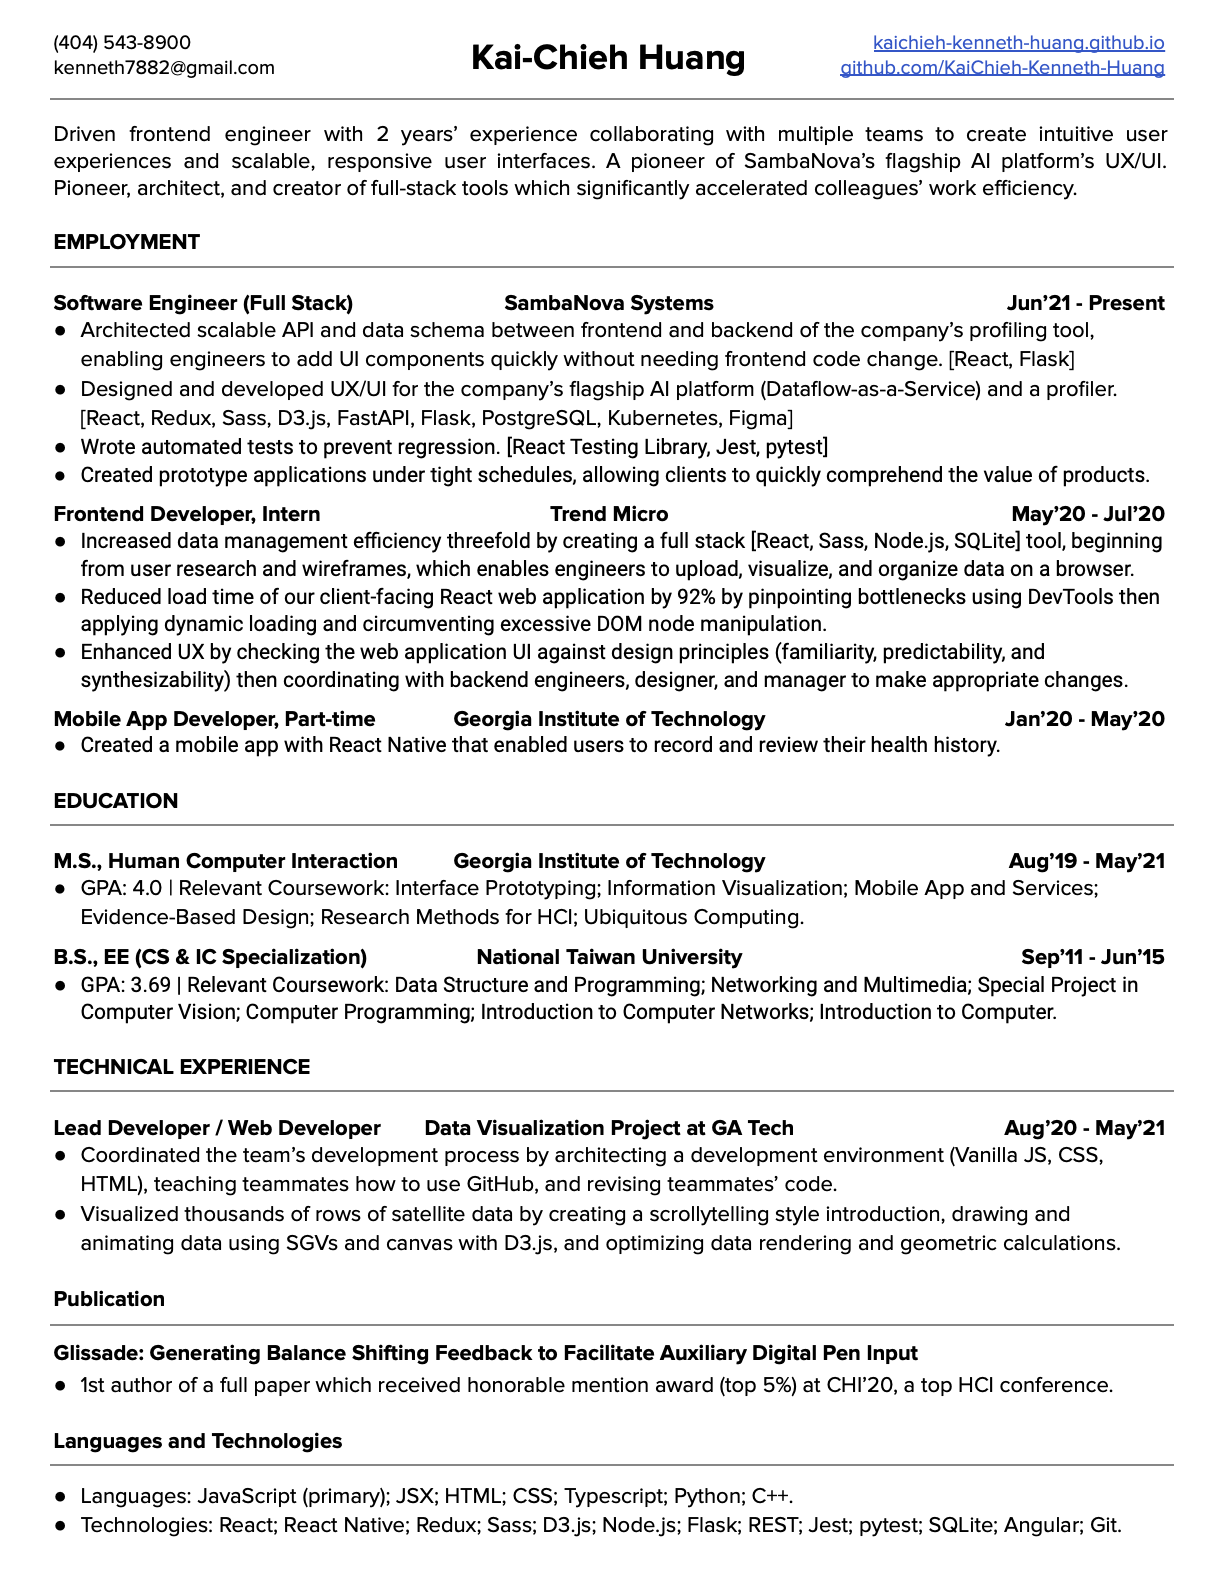 (404) 543-8900
kenneth7882@gmail.com
Kai-Chieh Huang
kaichieh-kenneth-huang.github.io
github.com/KaiChieh-Kenneth-Huang
Driven frontend engineer with 2 years’ experience collaborating with multiple teams to create intuitive user
experiences and scalable, responsive user interfaces. A pioneer of SambaNova’s flagship AI platform’s UX/UI.
Pioneer, architect, and creator of full-stack tools which significantly accelerated colleagues’ work efficiency.
EMPLOYMENT
Software Engineer (Full Stack) SambaNova Systems Jun’21 - Present
● Architected scalable API and data schema between frontend and backend of the company’s profiling tool,
enabling engineers to add UI components quickly without needing frontend code change. [React, Flask]
● Designed and developed UX/UI for the company’s flagship AI platform (Dataflow-as-a-Service) and a profiler.
[React, Redux, Sass, D3.js, FastAPI, Flask, PostgreSQL, Kubernetes, Figma]
● Wrote automated tests to prevent regression. [React Testing Library, Jest, pytest]
● Created prototype applications under tight schedules, allowing clients to quickly comprehend the value of products.
Frontend Developer, Intern Trend Micro May’20 - Jul’20
● Increased data management efficiency threefold by creating a full stack [React, Sass, Node.js, SQLite] tool, beginning
from user research and wireframes, which enables engineers to upload, visualize, and organize data on a browser.
● Reduced load time of our client-facing React web application by 92% by pinpointing bottlenecks using DevTools then
applying dynamic loading and circumventing excessive DOM node manipulation.
● Enhanced UX by checking the web application UI against design principles (familiarity, predictability, and
synthesizability) then coordinating with backend engineers, designer, and manager to make appropriate changes.
Mobile App Developer, Part-time Georgia Institute of Technology Jan’20 - May’20
● Created a mobile app with React Native that enabled users to record and review their health history.
EDUCATION
M.S., Human Computer Interaction Georgia Institute of Technology Aug’19 - May’21
● GPA: 4.0 | Relevant Coursework: Interface Prototyping; Information Visualization; Mobile App and Services;
Evidence-Based Design; Research Methods for HCI; Ubiquitous Computing.
B.S., EE (CS & IC Specialization) National Taiwan University Sep’11 - Jun’15
● GPA: 3.69 | Relevant Coursework: Data Structure and Programming; Networking and Multimedia; Special Project in
Computer Vision; Computer Programming; Introduction to Computer Networks; Introduction to Computer.
TECHNICAL EXPERIENCE
Lead Developer / Web Developer Data Visualization Project at GA Tech Aug’20 - May’21
● Coordinated the team’s development process by architecting a development environment (Vanilla JS, CSS,
HTML), teaching teammates how to use GitHub, and revising teammates’ code.
● Visualized thousands of rows of satellite data by creating a scrollytelling style introduction, drawing and
animating data using SGVs and canvas with D3.js, and optimizing data rendering and geometric calculations.
Publication
Glissade: Generating Balance Shifting Feedback to Facilitate Auxiliary Digital Pen Input
● 1st author of a full paper which received honorable mention award (top 5%) at CHI’20, a top HCI conference.
Languages and Technologies
● Languages: JavaScript (primary); JSX; HTML; CSS; Typescript; Python; C++.
● Technologies: React; React Native; Redux; Sass; D3.js; Node.js; Flask; REST; Jest; pytest; SQLite; Angular; Git.